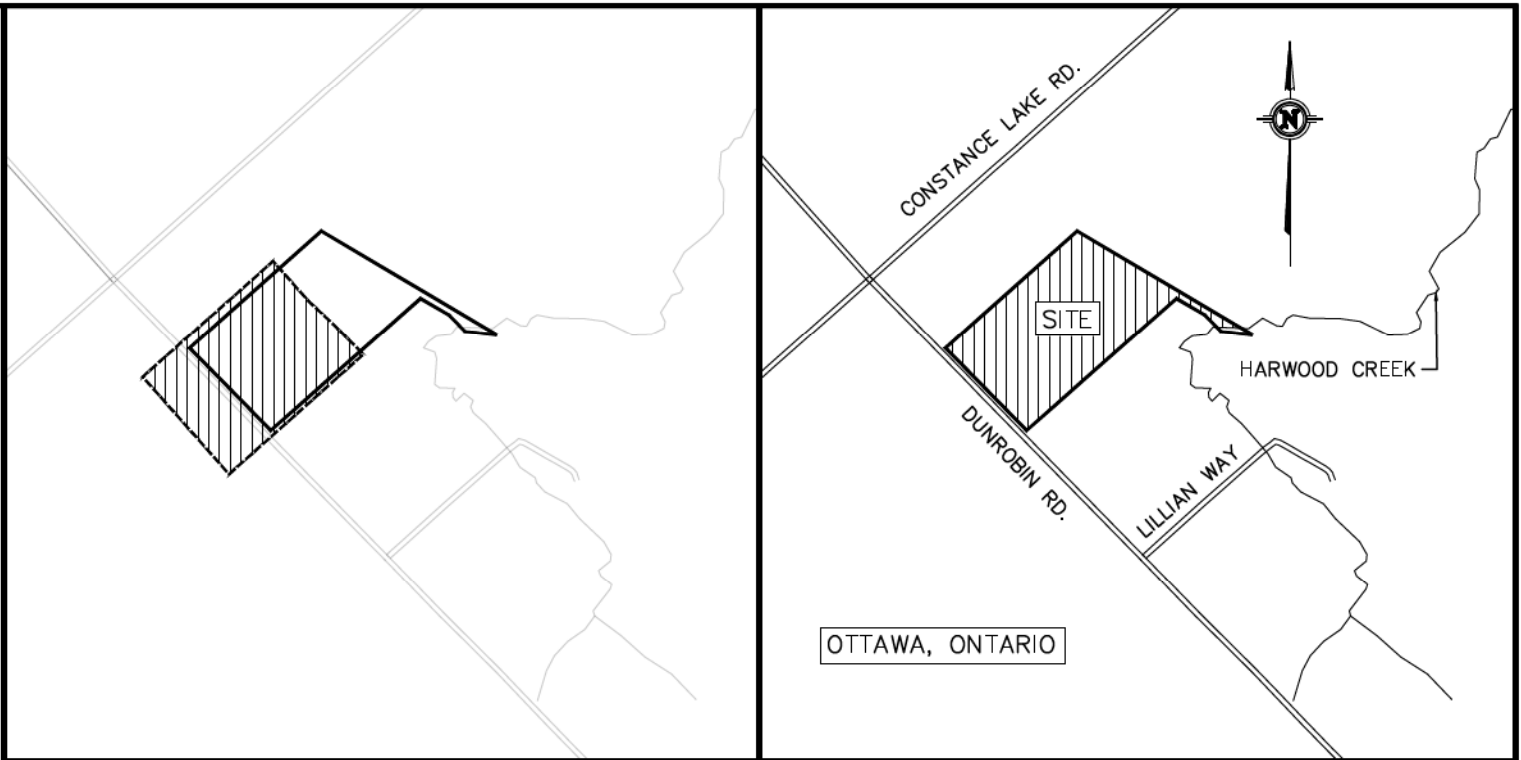 CONSTANCE LAKE RD.
N
SITE
HARWOOD CREEK
DUNROBIN RD.
LILLIAN WAY
OTTAWA, ONTARIO